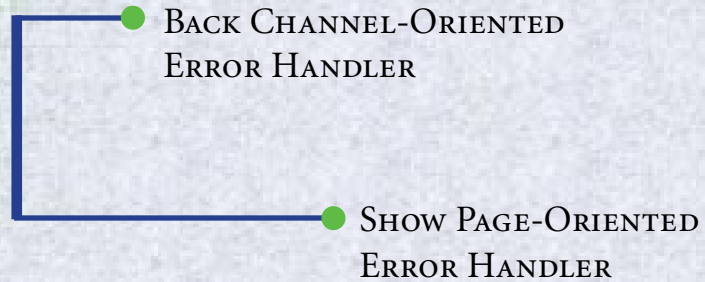 Back Channel-Oriented
Error Handler
Show Page-Oriented
Error Handler